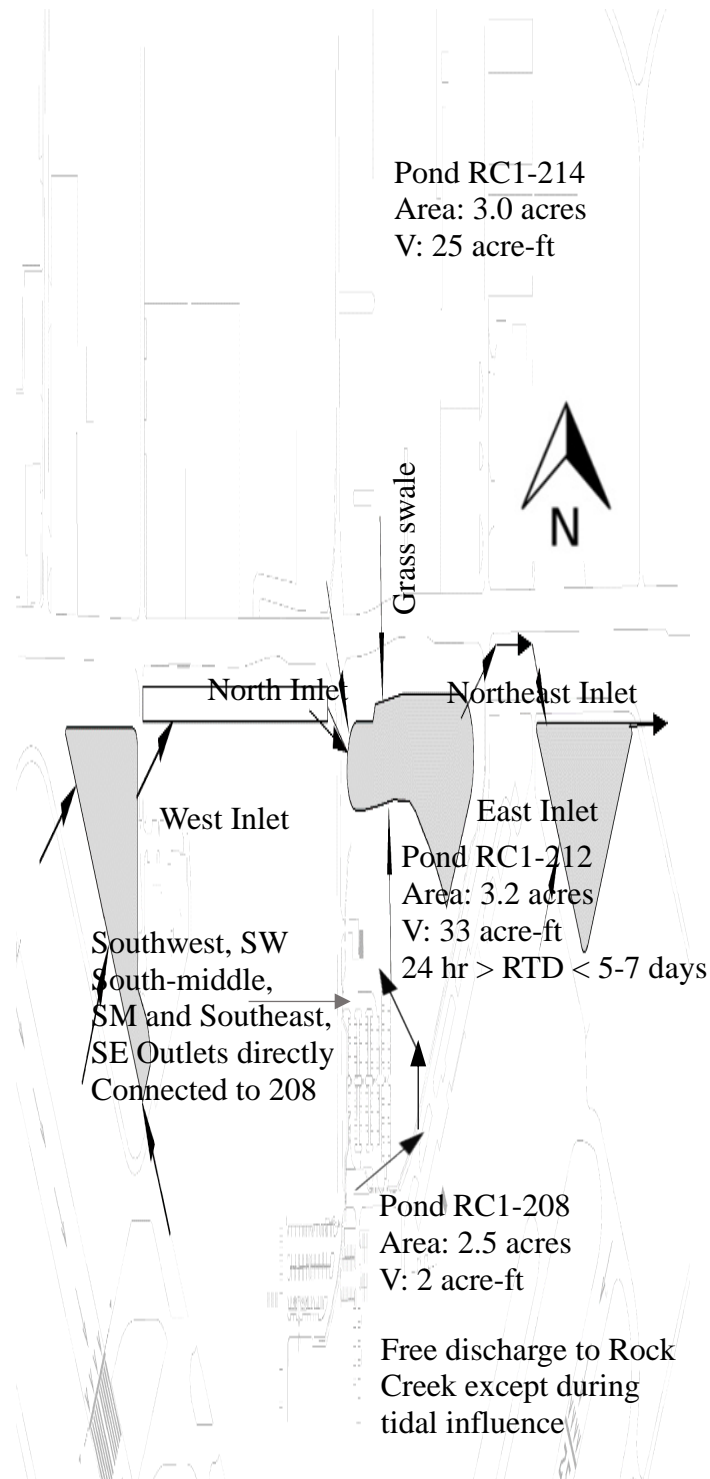 Pond RC1-214
Area: 3.0 acres
V: 25 acre-ft
N
Grass swale
North Inlet
Northeast Inlet
West Inlet
East Inlet
Pond RC1-212
Area: 3.2 acres
V: 33 acre-ft
24 hr > RTD < 5-7 days
Southwest, SW
South-middle,
SM and Southeast,
SE Outlets directly
Connected to 208
Pond RC1-208
Area: 2.5 acres
V: 2 acre-ft
Free discharge to Rock
Creek except during
tidal influence